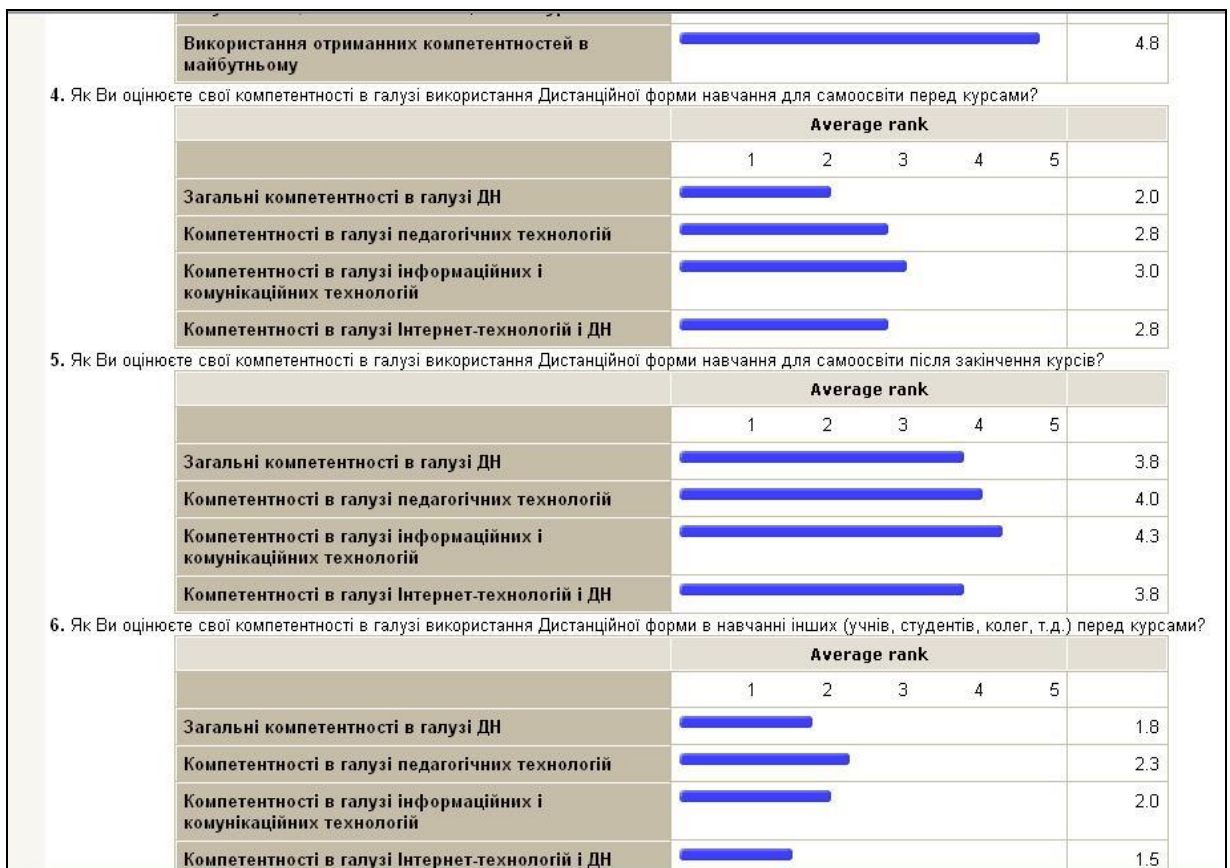 Використання отриманних компетентностей в
майбутньому
4.8
4. Як Ви оцінюєте свої компетентності в галузі використання Дистанційної форми навчання для самоосвіти перед курсами?
Average rank
1 2 3 4 5
Загальні компетентності в галузі ДН 2.0
Компетентності в галузі педагогічних технологій 2.8
Компетентності в галузі інформаційних і
комунікаційних технологій
3.0
Компетентності в галузі Інтернет-технологій і ДН 2.8
5. Як Ви оцінюєте свої компетентності в галузі використання Дистанційної форми навчання для самоосвіти після закінчення курсів?
Average rank
1 2 3 4 5
Загальні компетентності в галузі ДН 3.8
Компетентності в галузі педагогічних технологій 4.0
Компетентності в галузі інформаційних і
комунікаційних технологій
4.3
Компетентності в галузі Інтернет-технологій і ДН 3.8
6. Як Ви оцінюєте свої компетентності в галузі використання Дистанційної форми в навчанні інших (учнів, студентів, колег, т.д.) перед курсами?
Average rank
1 2 3 4 5
Загальні компетентності в галузі ДН 1.8
Компетентності в галузі педагогічних технологій 2.3
Компетентності в галузі інформаційних і
комунікаційних технологій
2.0
Компетентності в галузі Інтернет-технологій і ДН 1.5